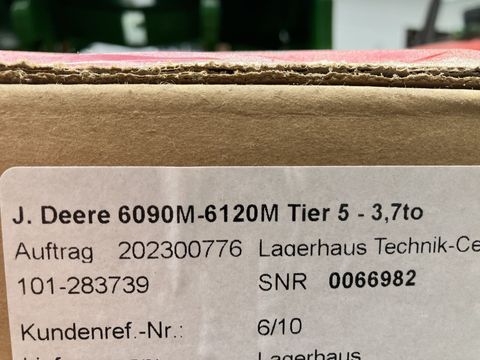 J. Deere 6090M-6120M Tier 5 - 3,7to
Auftrag 202300776 Lagerhaus Technik-Ce
101-283739 SNR 0066982
Kundenref.-Nr.: 6/10
Lagerhaus